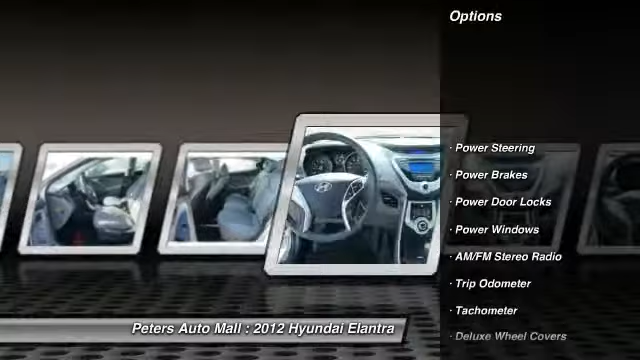 Options
· Power Steering
· Power Brakes
· Power Door Locks
· Power Windows
· AM/FM Stereo Radio
· Trip Odometer
· Tachometer
· Deluxe Wheel Covers
Peters Auto Mall : 2012 Hyundai Elantra